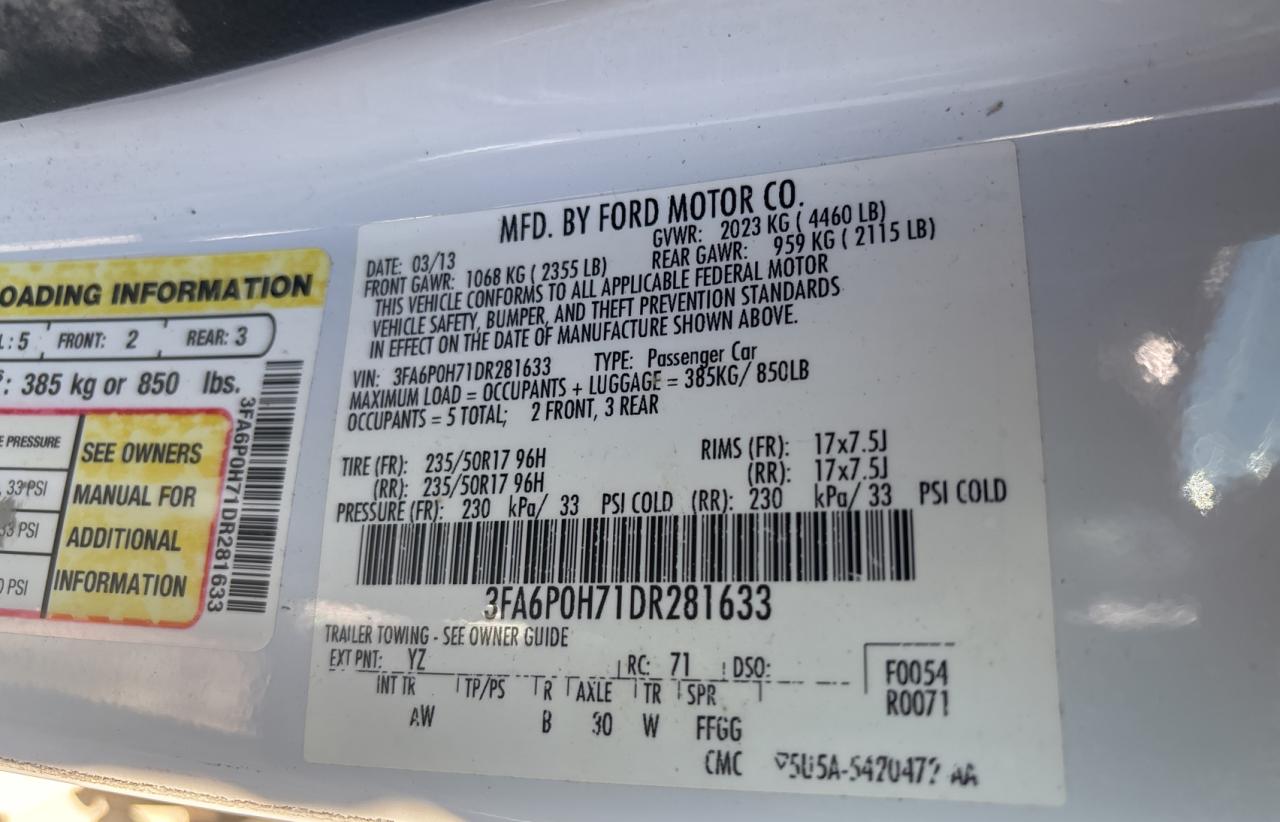 OADING INFORMATION
L: 5 FRONT: 2 REAR: 3
: 385 kg or 850 lbs.
E PRESSURE
33 PSI
33 PSI
PSI
SEE OWNERS
MANUAL FOR
ADDITIONAL
INFORMATION
3FA6P0H71DR281633
MFD. BY FORD MOTOR CO.
DATE: 03/13 GVWR: 2023 KG ( 4460 LB)
FRONT GAWR: 1068 KG ( 2355 LB) REAR GAWR: 959 KG ( 2115 LB)
THIS VEHICLE CONFORMS TO ALL APPLICABLE FEDERAL MOTOR
VEHICLE SAFETY, BUMPER, AND THEFT PREVENTION STANDARDS
IN EFFECT ON THE DATE OF MANUFACTURE SHOWN ABOVE.
VIN: 3FA6P0H71DR281633 TYPE: Passenger Car
MAXIMUM LOAD = OCCUPANTS + LUGGAGE = 385KG/ 850LB
OCCUPANTS = 5 TOTAL; 2 FRONT, 3 REAR
TIRE (FR): 235/50R17 96H RIMS (FR): 17x7.5J
(RR): 235/50R17 96H (RR): 17x7.5J
PRESSURE (FR): 230 kPa/ 33 PSI COLD (RR): 230 kPa/ 33 PSI COLD
3FA6P0H71DR281633
TRAILER TOWING - SEE OWNER GUIDE
EXT PNT: YZ RC: 71 DSO: F0054
INT TR TP/PS R AXLE TR SPR R0071
AW B 30 W FFGG
CMC